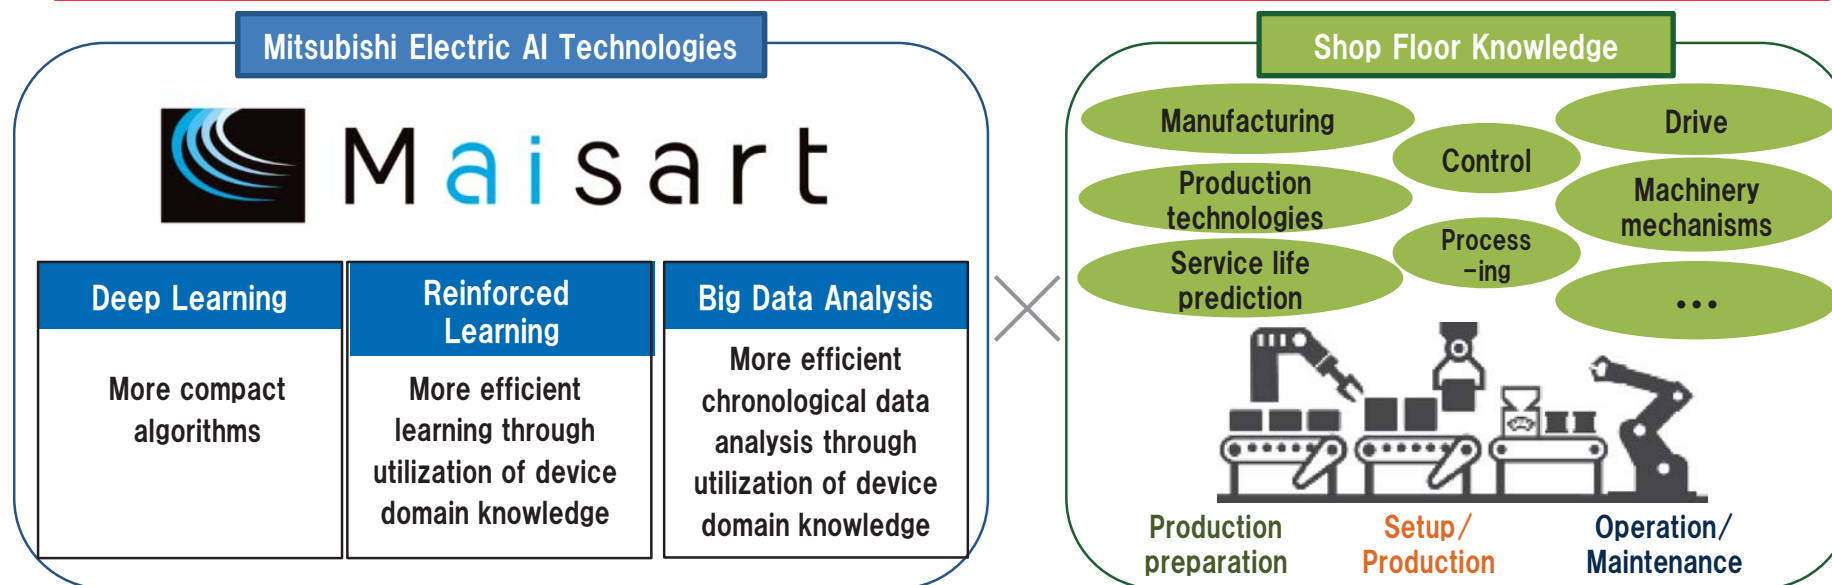 Mitsubishi Electric AI Technologies
Maisart
Deep Learning
More compact
algorithms
Reinforced
Learning
More efficient
learning through
utilization of device
domain knowledge
Big Data Analysis
More efficient
chronological data
analysis through
utilization of device
domain knowledge
Shop Floor Knowledge
Manufacturing
Control
Drive
Production
technologies
Machinery
mechanisms
Process
-ing
Service life
prediction
...
Production
preparation
Setup/
Production
Operation/
Maintenance